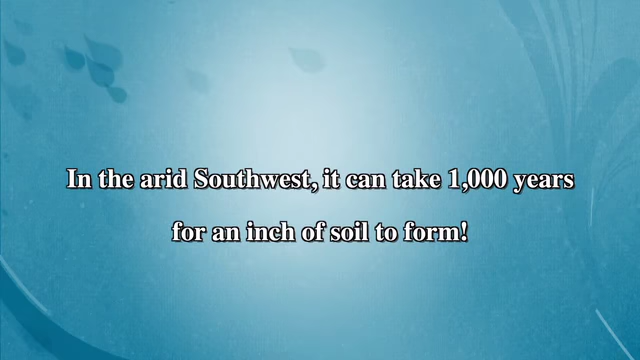 In the arid Southwest, it can take 1,000 years
for an inch of soil to form!